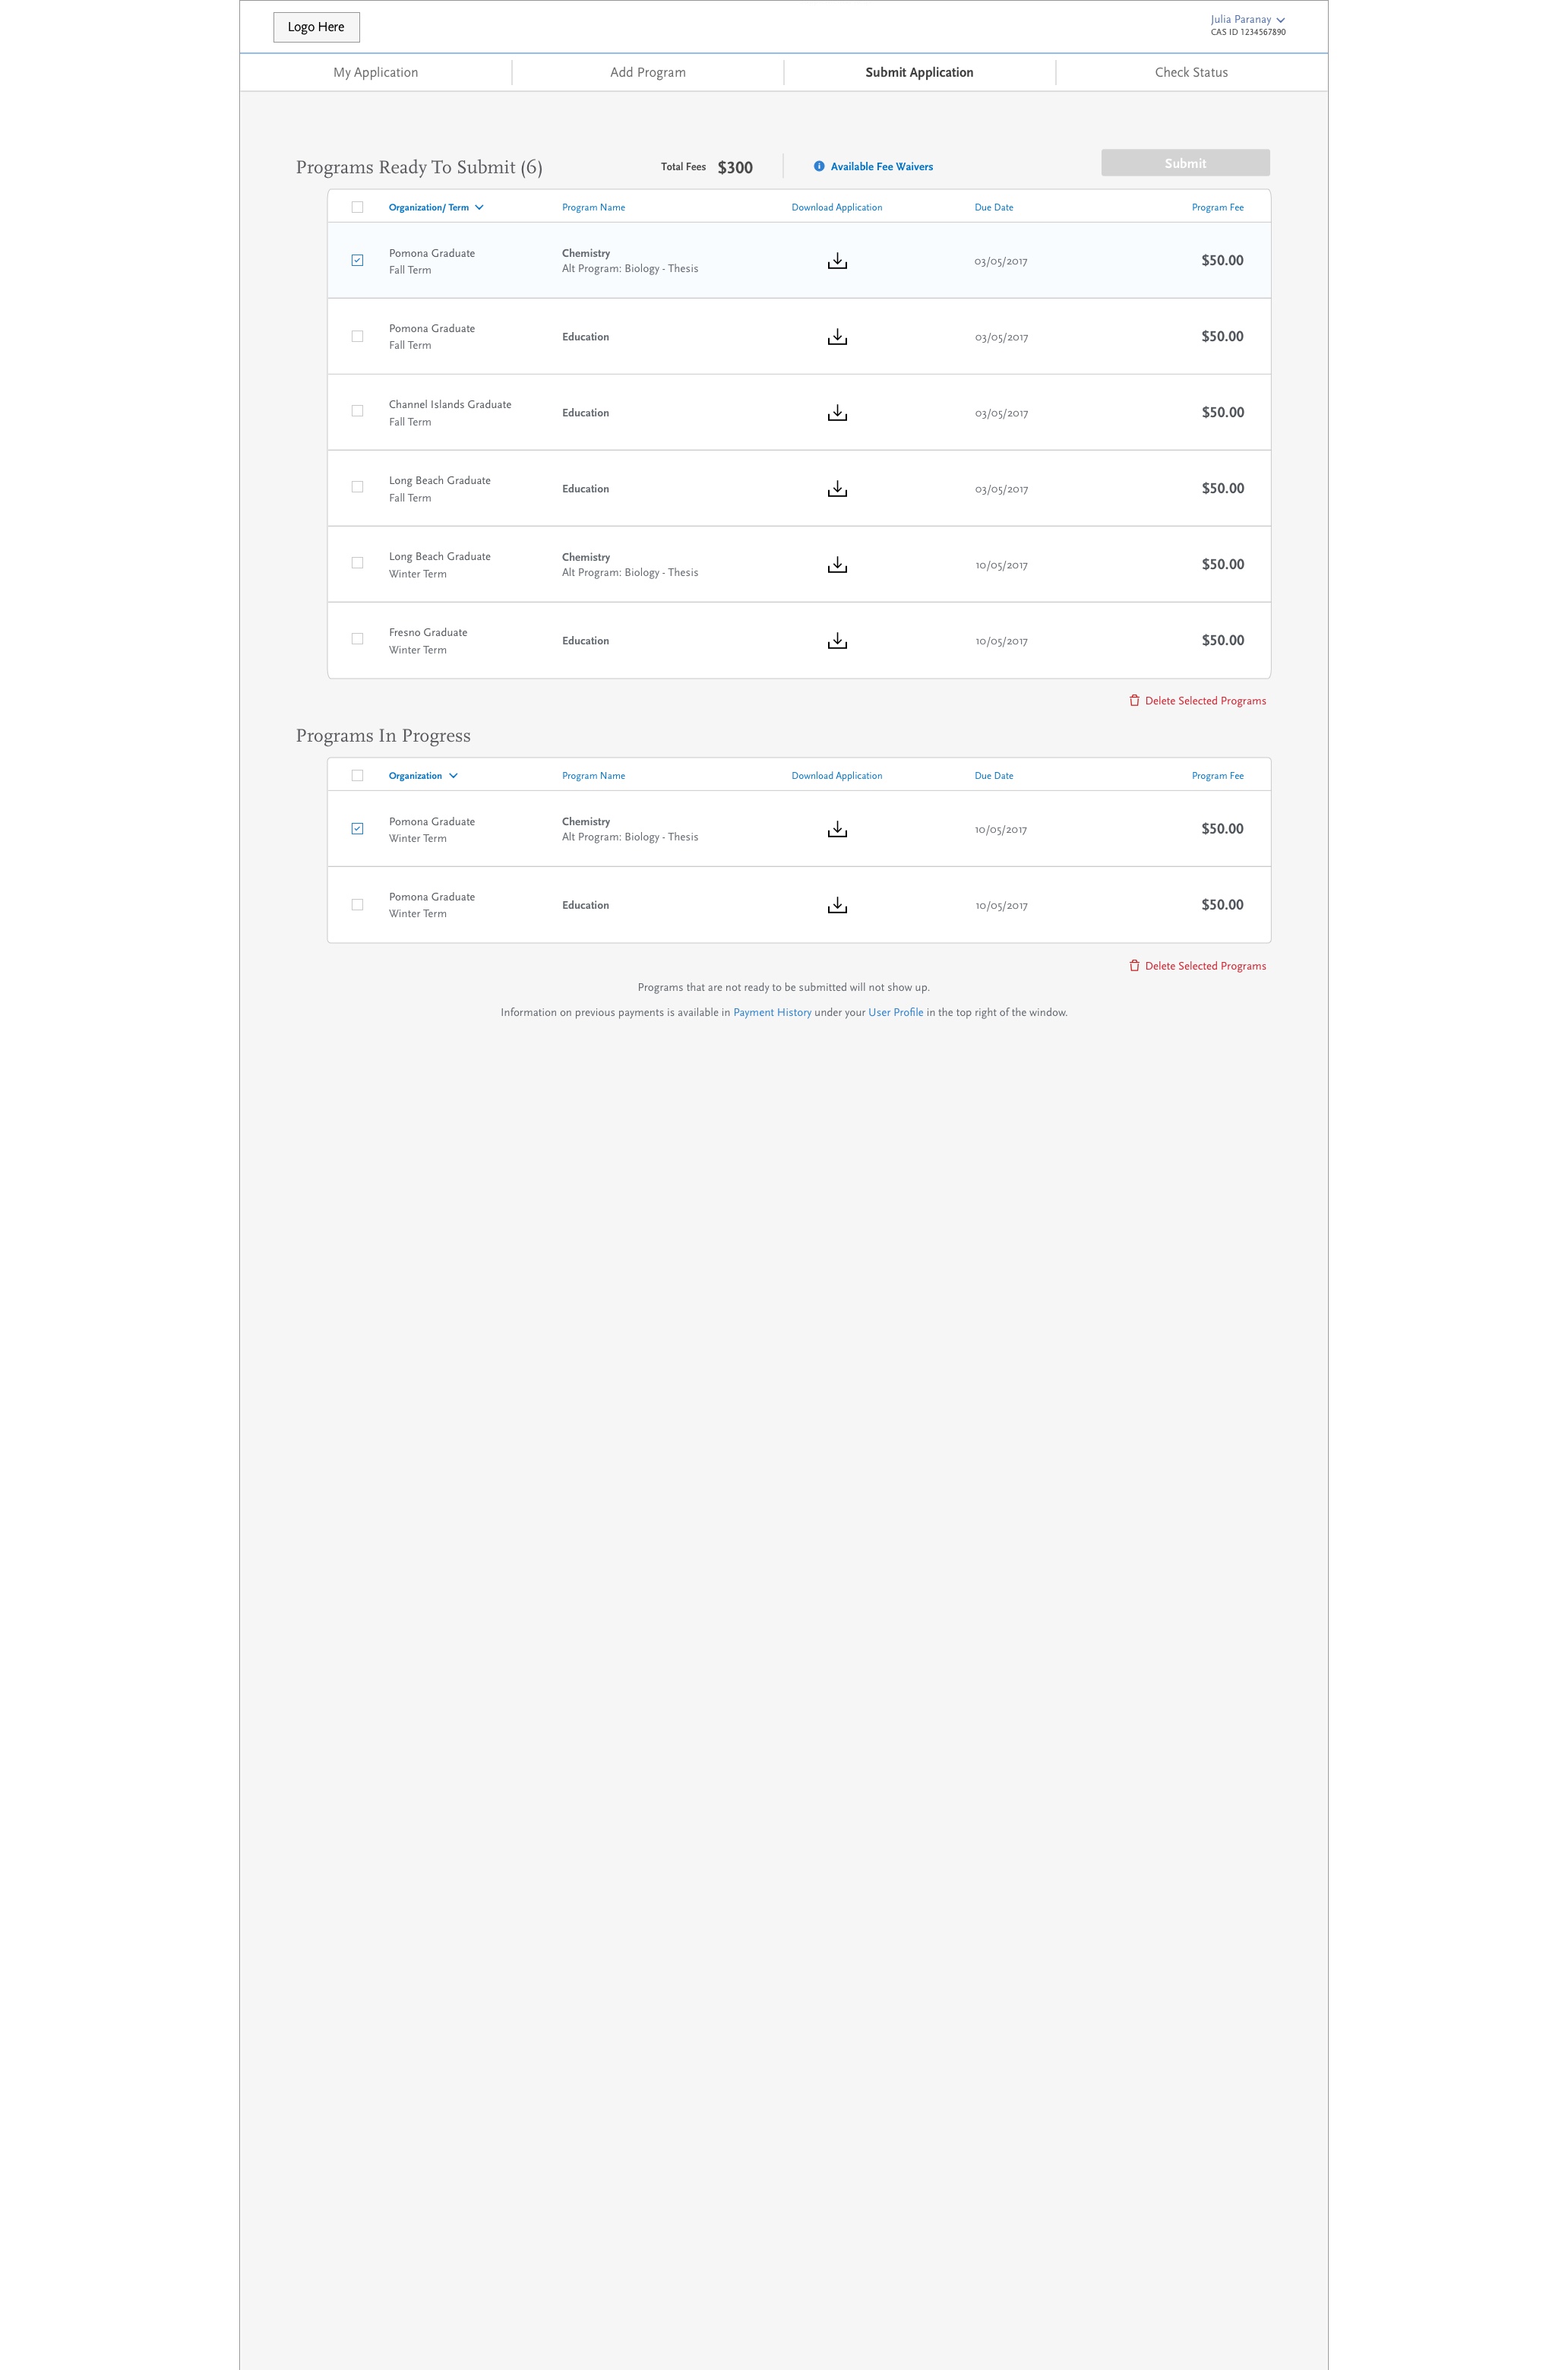 Logo Here
Julia Paranay
CAS ID 1234567890
My Application
Add Program
Submit Application
Check Status
Programs Ready To Submit (6)
Total Fees $300
Available Fee Waivers
Submit
Organization/ Term
Program Name
Download Application
Due Date
Program Fee
Pomona Graduate
Fall Term
Chemistry
Alt Program: Biology - Thesis
03/05/2017
$50.00
Pomona Graduate
Fall Term
Education
03/05/2017
$50.00
Channel Islands Graduate
Fall Term
Education
03/05/2017
$50.00
Long Beach Graduate
Fall Term
Education
03/05/2017
$50.00
Long Beach Graduate
Winter Term
Chemistry
Alt Program: Biology - Thesis
10/05/2017
$50.00
Fresno Graduate
Winter Term
Education
10/05/2017
$50.00
Delete Selected Programs
Programs In Progress
Organization
Program Name
Download Application
Due Date
Program Fee
Pomona Graduate
Winter Term
Chemistry
Alt Program: Biology - Thesis
10/05/2017
$50.00
Pomona Graduate
Winter Term
Education
10/05/2017
$50.00
Delete Selected Programs
Programs that are not ready to be submitted will not show up.
Information on previous payments is available in Payment History under your User Profile in the top right of the window.